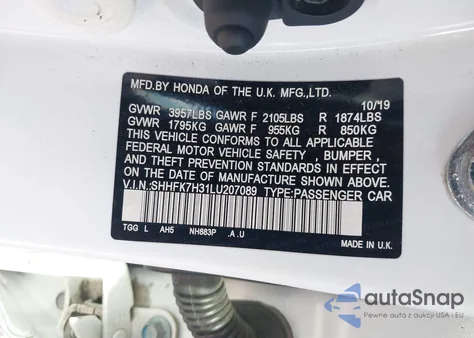 MFD.BY HONDA OF THE U.K. MFG.,LTD.
10/19
GVWR 3957LBS GAWR F 2105LBS R 1874LBS
GVWR 1795KG GAWR F 955KG R 850KG
THIS VEHICLE CONFORMS TO ALL APPLICABLE
FEDERAL MOTOR VEHICLE SAFETY , BUMPER ,
AND THEFT PREVENTION STANDARDS IN EFFECT
ON THE DATE OF MANUFACTURE SHOWN ABOVE.
V.I.N.:SHHFK7H31LU207089 TYPE:PASSENGER CAR
TGG L AH5 NH883P .A.U
MADE IN U.K.
autoSnap
Pewne auta z aukcji USA i EU